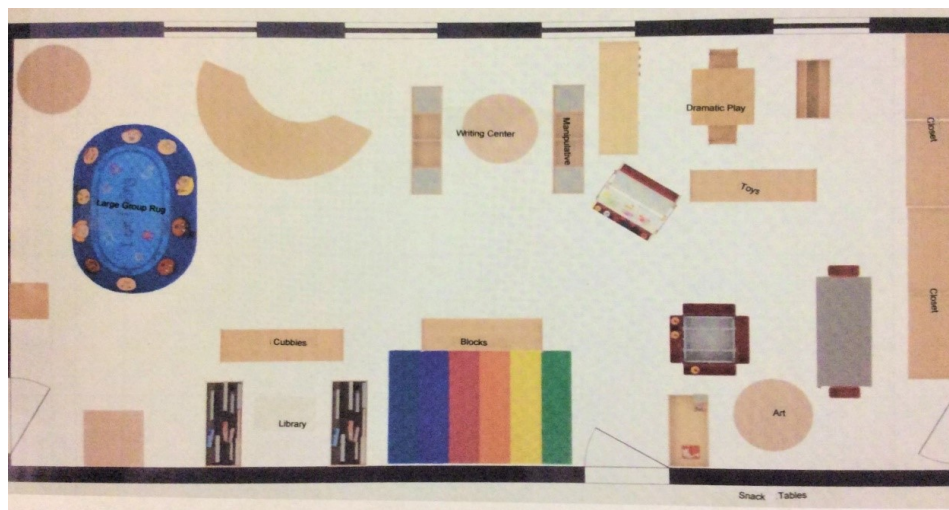 Dramatic Play
Writing Center
Manipulative
Closet
Toys
Large Group Rug
Closet
Cubbies
Blocks
Library
Art
Snack Tables